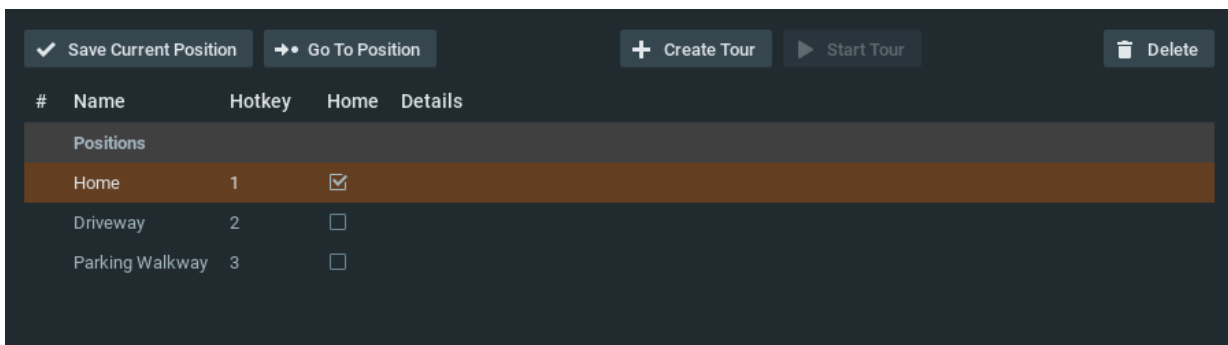 Save Current Position Go To Position Create Tour Start Tour Delete
# Name Hotkey Home Details
Positions
Home 1
Driveway 2
Parking Walkway 3